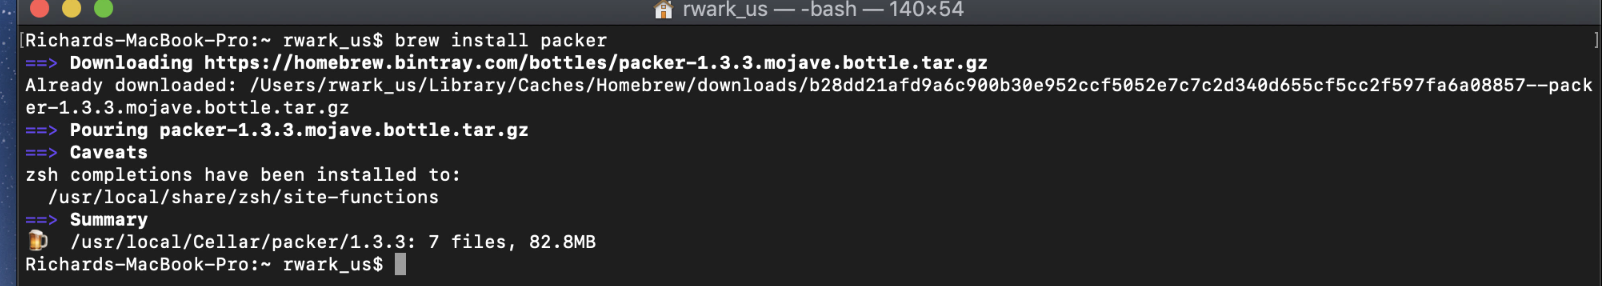 rwark_us — -bash — 140×54
[Richards-MacBook-Pro:~ rwark_us$ brew install packer ]
==> Downloading https://homebrew.bintray.com/bottles/packer-1.3.3.mojave.bottle.tar.gz
Already downloaded: /Users/rwark_us/Library/Caches/Homebrew/downloads/b28dd21afd9a6c900b30e952ccf5052e7c7c2d340d655cf5cc2f597fa6a08857--pack
er-1.3.3.mojave.bottle.tar.gz
==> Pouring packer-1.3.3.mojave.bottle.tar.gz
==> Caveats
zsh completions have been installed to:
  /usr/local/share/zsh/site-functions
==> Summary
🍺  /usr/local/Cellar/packer/1.3.3: 7 files, 82.8MB
Richards-MacBook-Pro:~ rwark_us$